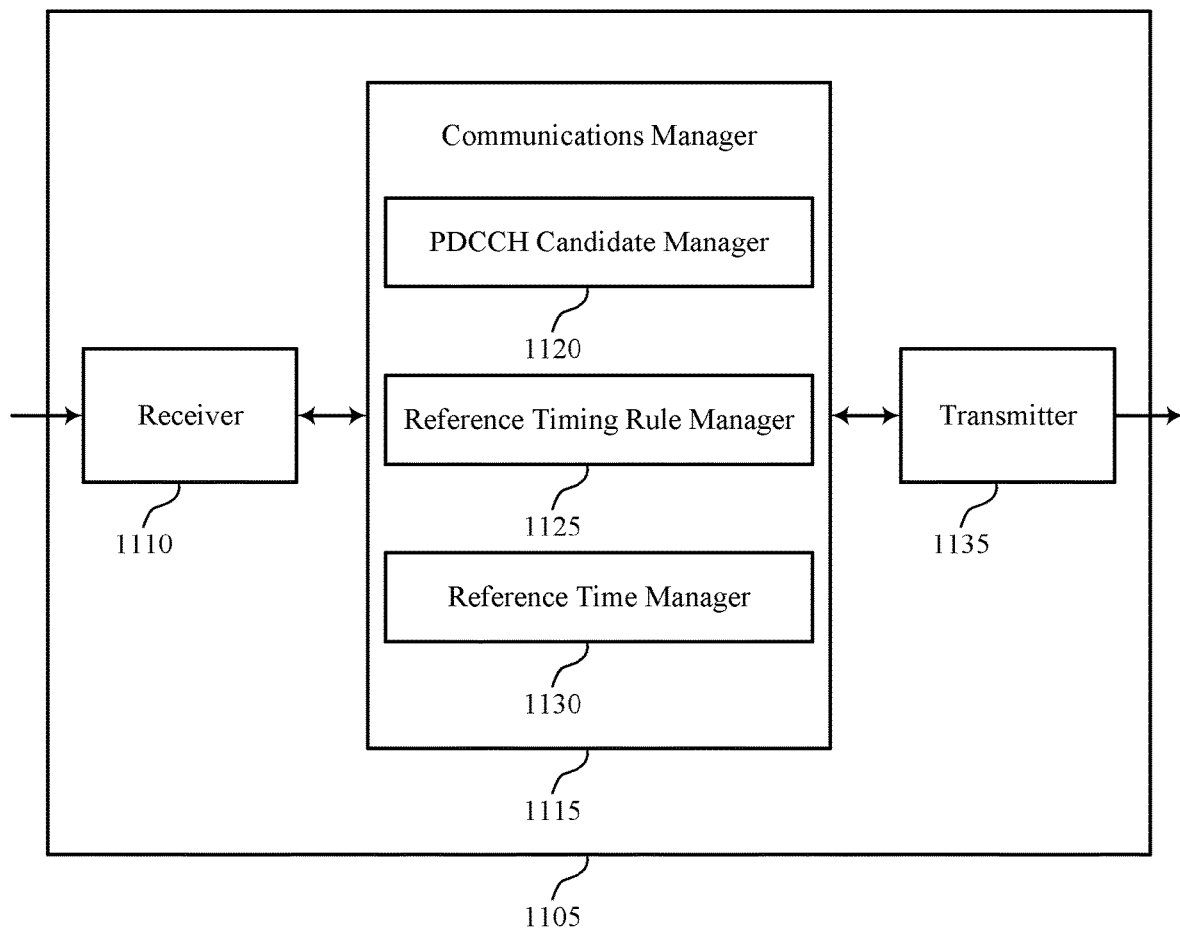 Communications Manager
PDCCH Candidate Manager
1120
Receiver
Reference Timing Rule Manager
Transmitter
1110
1125
1135
Reference Time Manager
1130
1115
1105